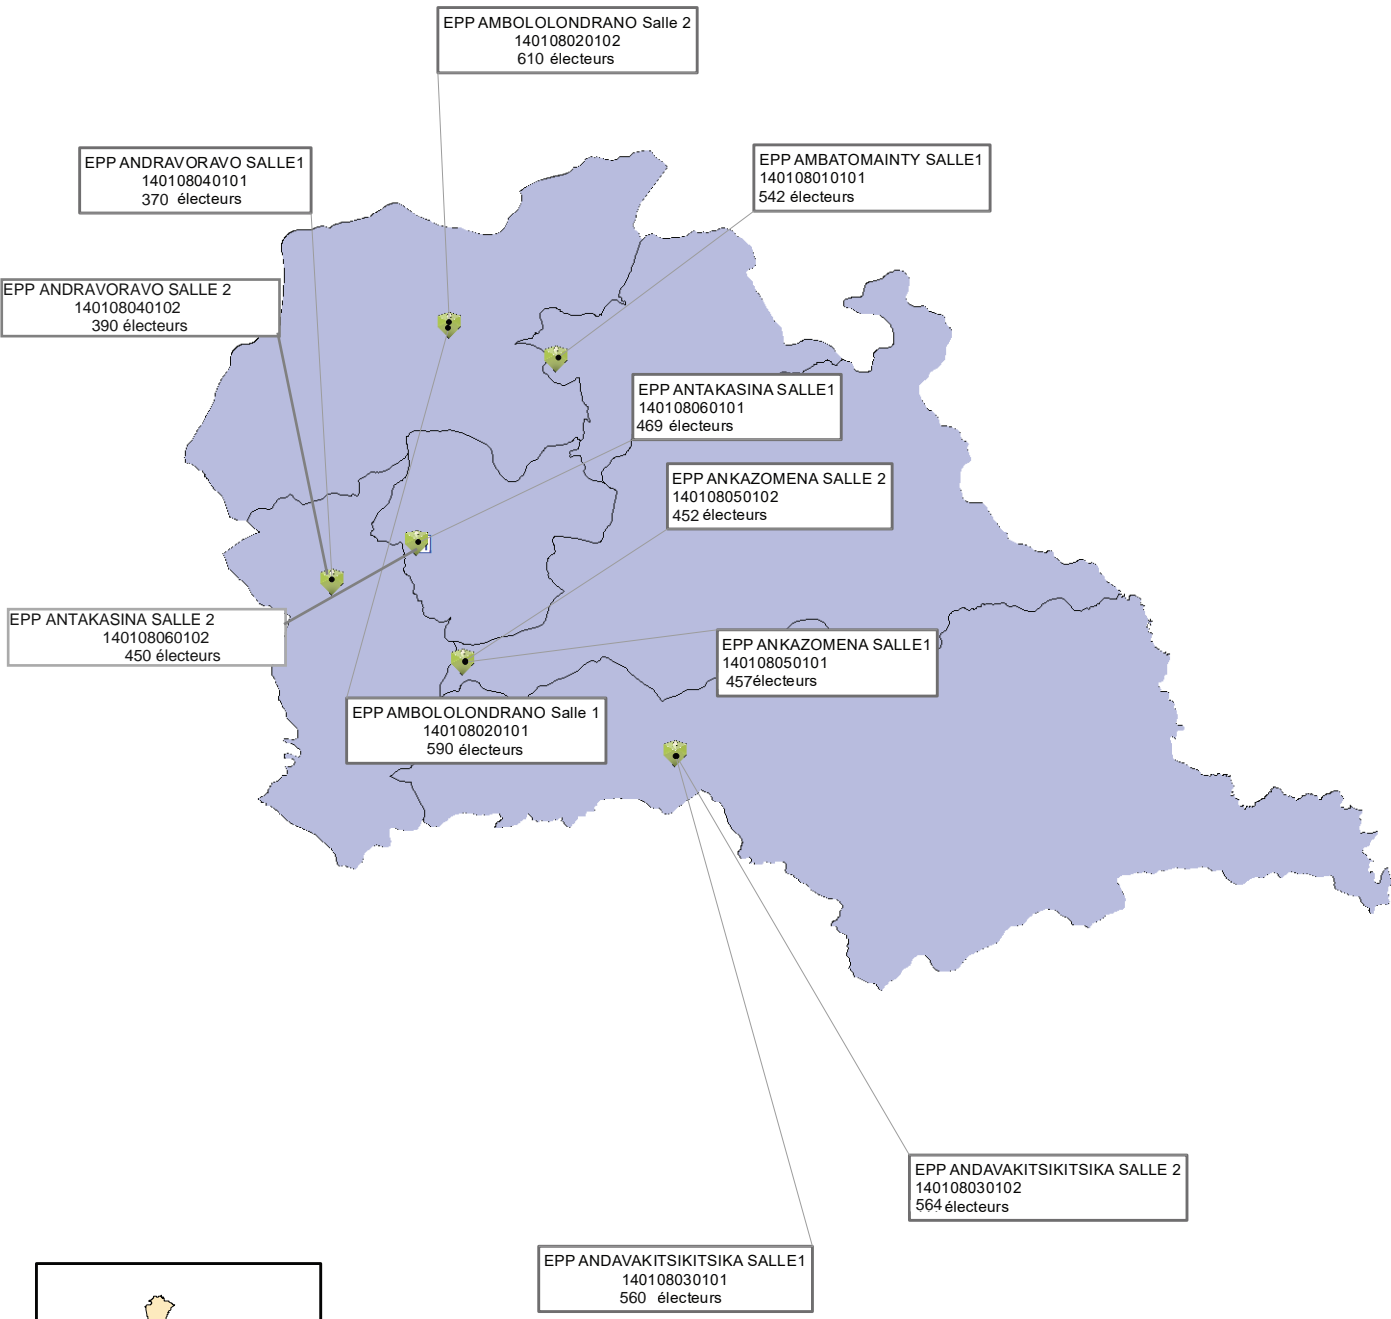 EPP AMBOLOLONDRANO Salle 2
140108020102
610 électeurs
EPP ANDRAVORAVO SALLE1
140108040101
370 électeurs
EPP AMBATOMAINTY SALLE1
140108010101
542 électeurs
EPP ANDRAVORAVO SALLE 2
140108040102
390 électeurs
EPP ANTAKASINA SALLE1
140108060101
469 électeurs
EPP ANKAZOMENA SALLE 2
140108050102
452 électeurs
EPP ANTAKASINA SALLE 2
140108060102
450 électeurs
EPP ANKAZOMENA SALLE1
140108050101
457électeurs
EPP AMBOLOLONDRANO Salle 1
140108020101
590 électeurs
EPP ANDAVAKITSIKITSIKA SALLE 2
140108030102
564 électeurs
EPP ANDAVAKITSIKITSIKA SALLE1
140108030101
560 électeurs